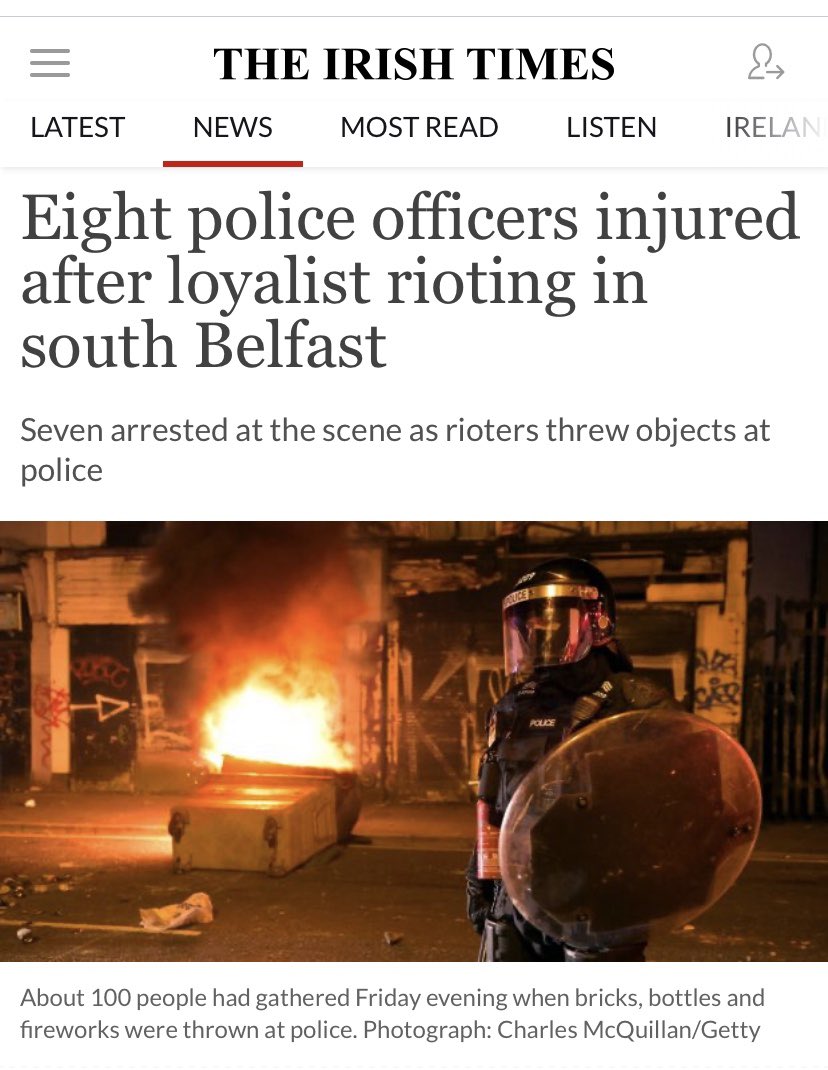 THE IRISH TIMES
LATEST NEWS MOST READ LISTEN IRELAN
Eight police officers injured
after loyalist rioting in
south Belfast
Seven arrested at the scene as rioters threw objects at
police
POLICE
POLICE
About 100 people had gathered Friday evening when bricks, bottles and
fireworks were thrown at police. Photograph: Charles McQuillan/Getty